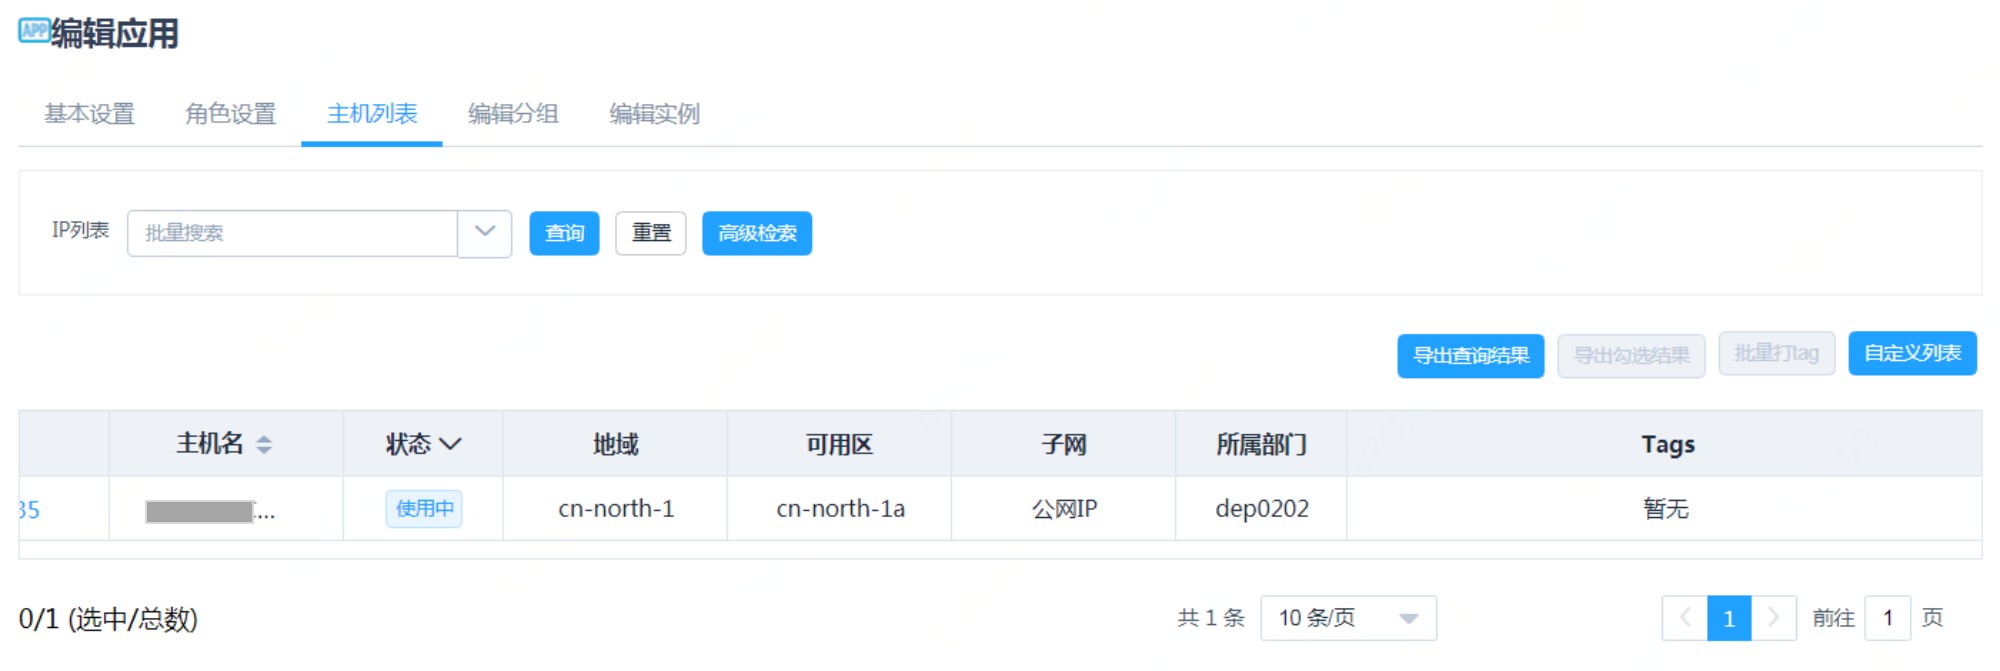 APP编辑应用
基本设置 角色设置 主机列表 编辑分组 编辑实例
IP列表 批量搜索 查询 重置 高级检索
导出查询结果 导出勾选结果 批量打tag 自定义列表
主机名 状态 地域 可用区 子网 所属部门 Tags
35 ... 使用中 cn-north-1 cn-north-1a 公网IP dep0202 暂无
0/1 (选中/总数) 共 1 条 10 条/页 1 前往 1 页